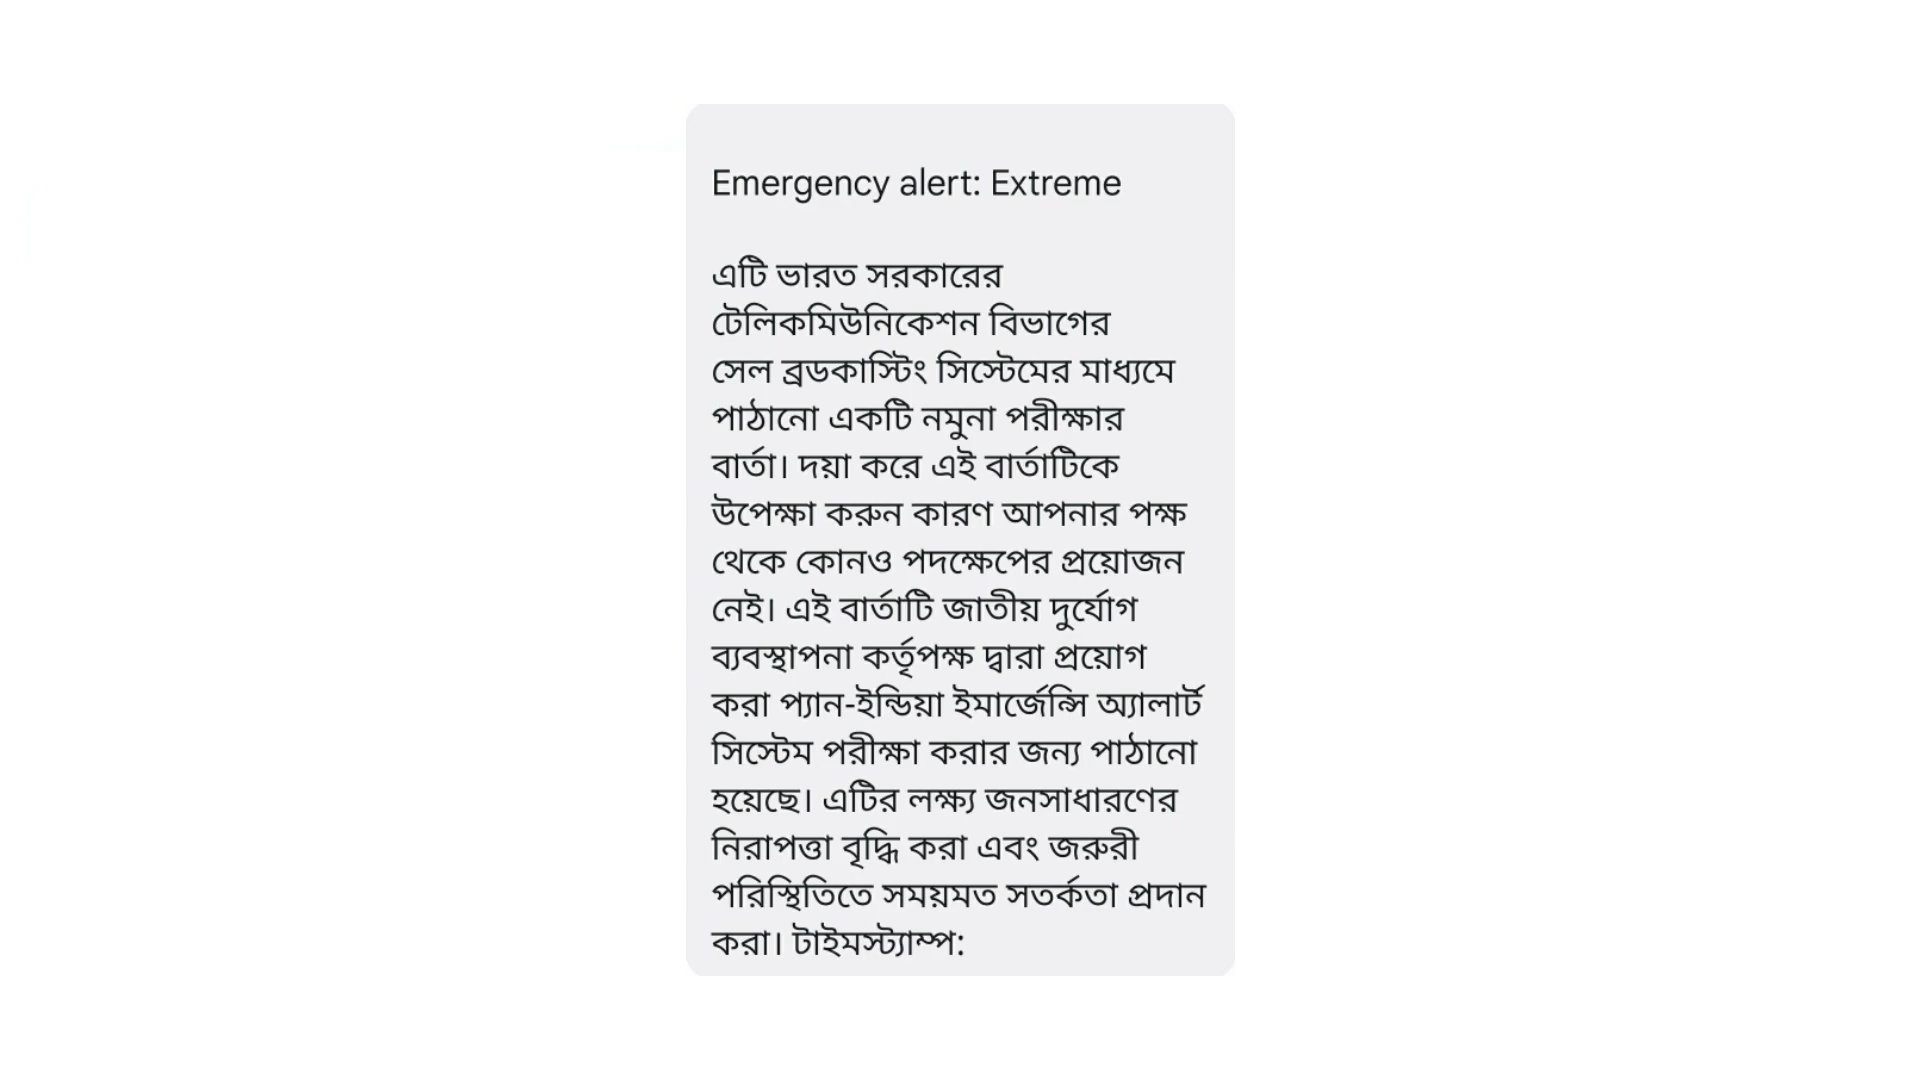 Emergency alert: Extreme
এটি ভারত সরকারের
টেলিকমিউনিকেশন বিভাগের
সেল ব্রডকাস্টিং সিস্টেমের মাধ্যমে
পাঠানো একটি নমুনা পরীক্ষার
বার্তা। দয়া করে এই বার্তাটিকে
উপেক্ষা করুন কারণ আপনার পক্ষ
থেকে কোনও পদক্ষেপের প্রয়োজন
নেই। এই বার্তাটি জাতীয় দুর্যোগ
ব্যবস্থাপনা কর্তৃপক্ষ দ্বারা প্রয়োগ
করা প্যান-ইন্ডিয়া ইমার্জেন্সি অ্যালার্ট
সিস্টেম পরীক্ষা করার জন্য পাঠানো
হয়েছে। এটির লক্ষ্য জনসাধারণের
নিরাপত্তা বৃদ্ধি করা এবং জরুরী
পরিস্থিতিতে সময়মত সতর্কতা প্রদান
করা। টাইমস্ট্যাম্প: